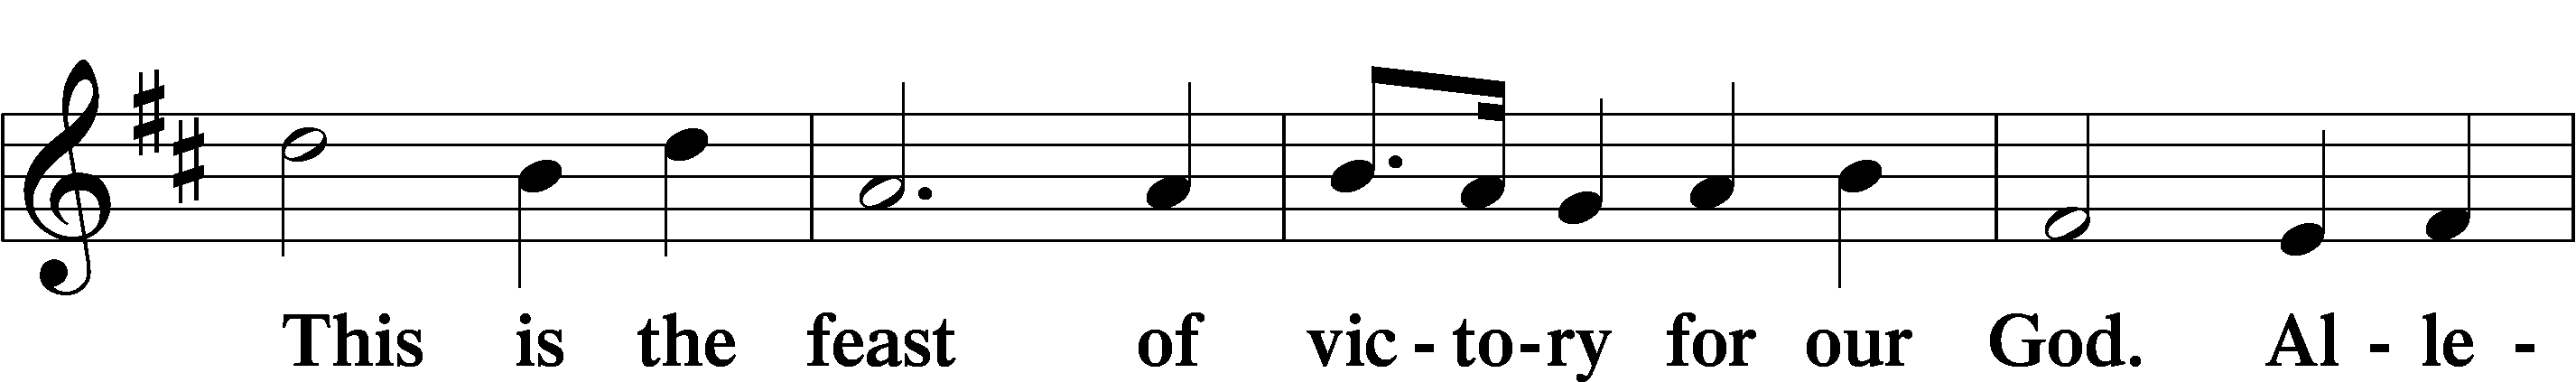 This is the feast of vic - to - ry for our God. Al - le -